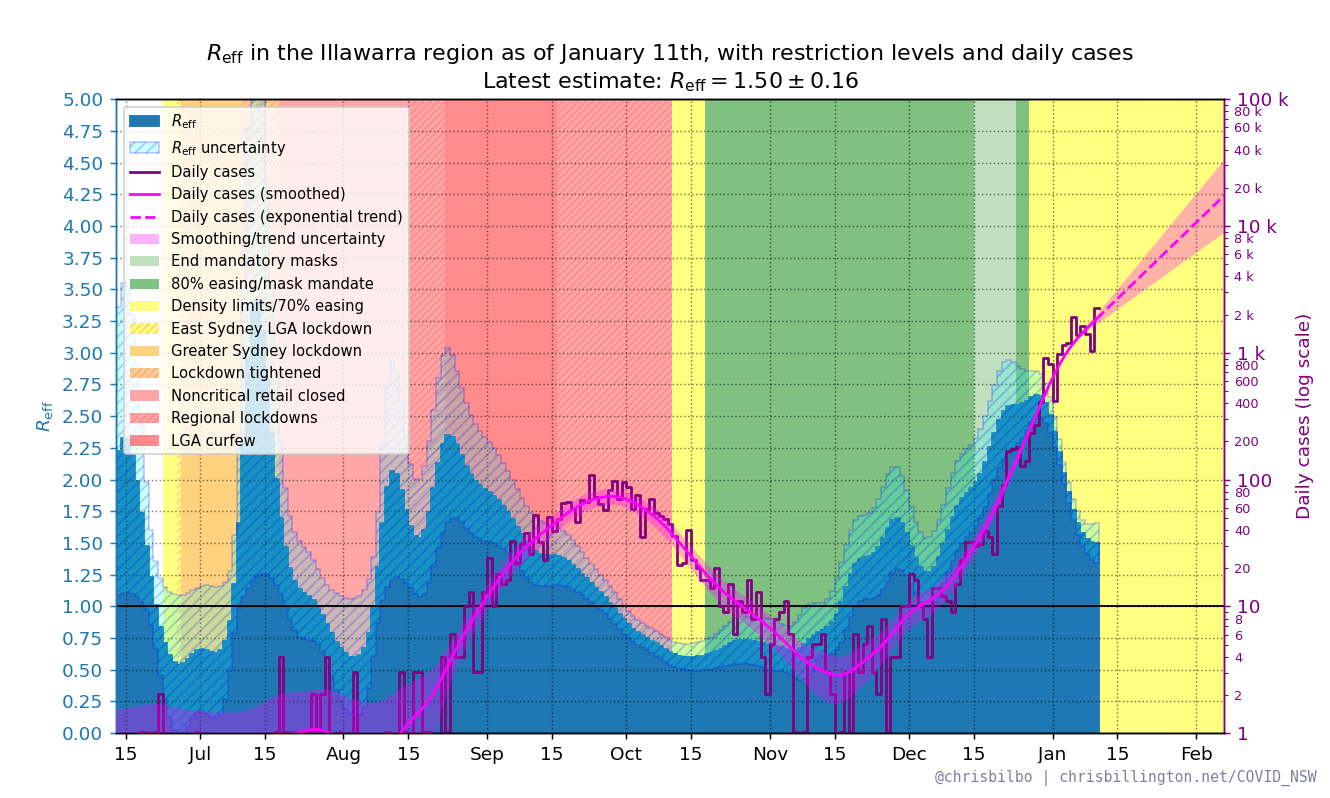 Reff in the Illawarra region as of January 11th, with restriction levels and daily cases
Latest estimate: Reff = 1.50 ± 0.16
Reff
5.00
4.75
4.50
4.25
4.00
3.75
3.50
3.25
3.00
2.75
2.50
2.25
2.00
1.75
1.50
1.25
1.00
0.75
0.50
0.25
0.00
Reff
Reff uncertainty
Daily cases
Daily cases (smoothed)
Daily cases (exponential trend)
Smoothing/trend uncertainty
End mandatory masks
80% easing/mask mandate
Density limits/70% easing
East Sydney LGA lockdown
Greater Sydney lockdown
Lockdown tightened
Noncritical retail closed
Regional lockdowns
LGA curfew
100 k
80 k
60 k
40 k
20 k
10 k
8 k
6 k
4 k
2 k
1 k
800
600
400
200
100
80
60
40
20
10
8
6
4
2
1
Daily cases (log scale)
15 Jul 15 Aug 15 Sep 15 Oct 15 Nov 15 Dec 15 Jan 15 Feb
@chrisbilbo | chrisbillington.net/COVID_NSW